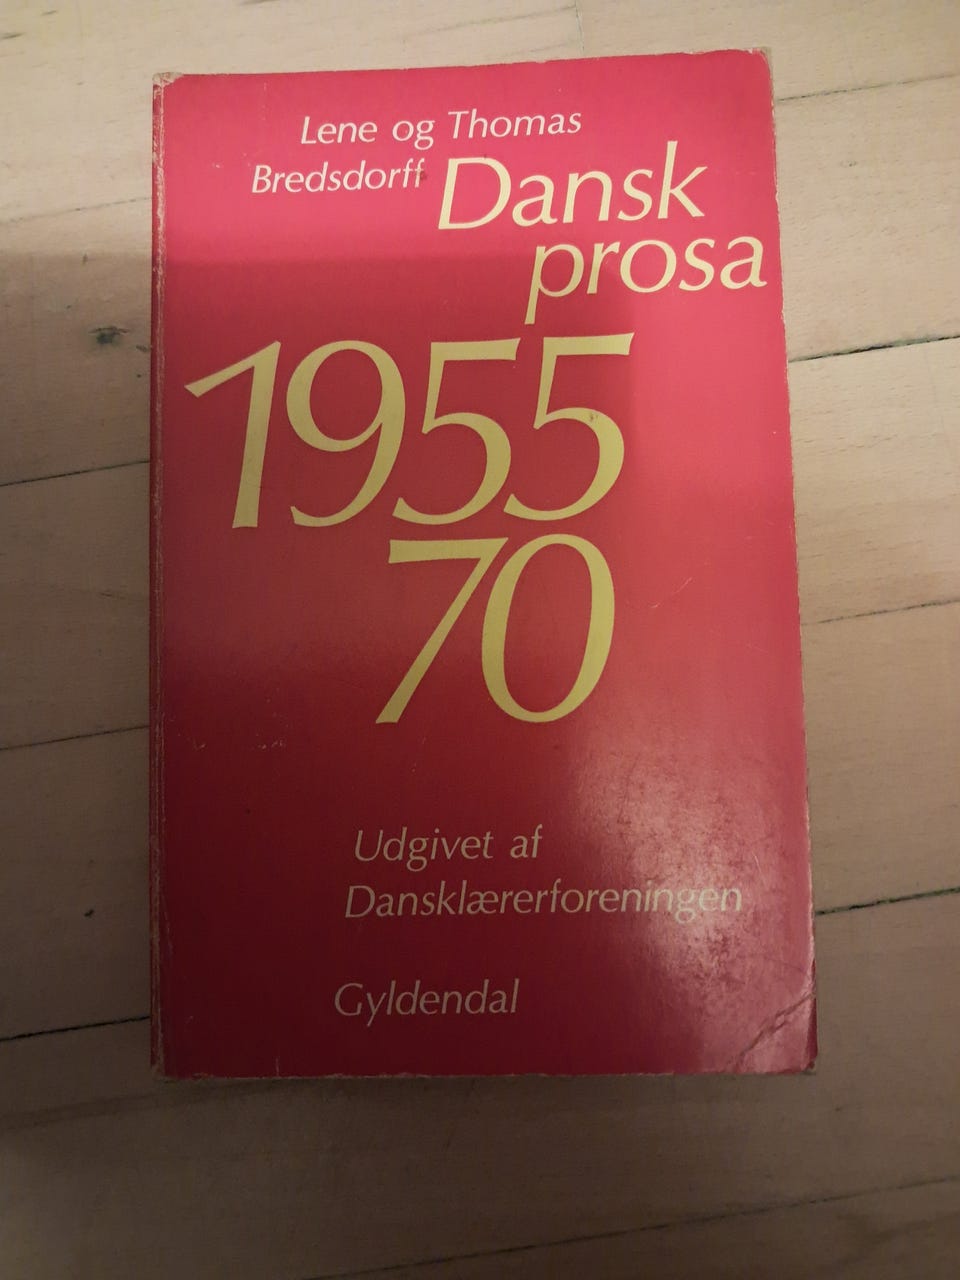 Lene og Thomas
Bredsdorff
Dansk
prosa
1955
70
Udgivet af
Dansklærerforeningen
Gyldendal